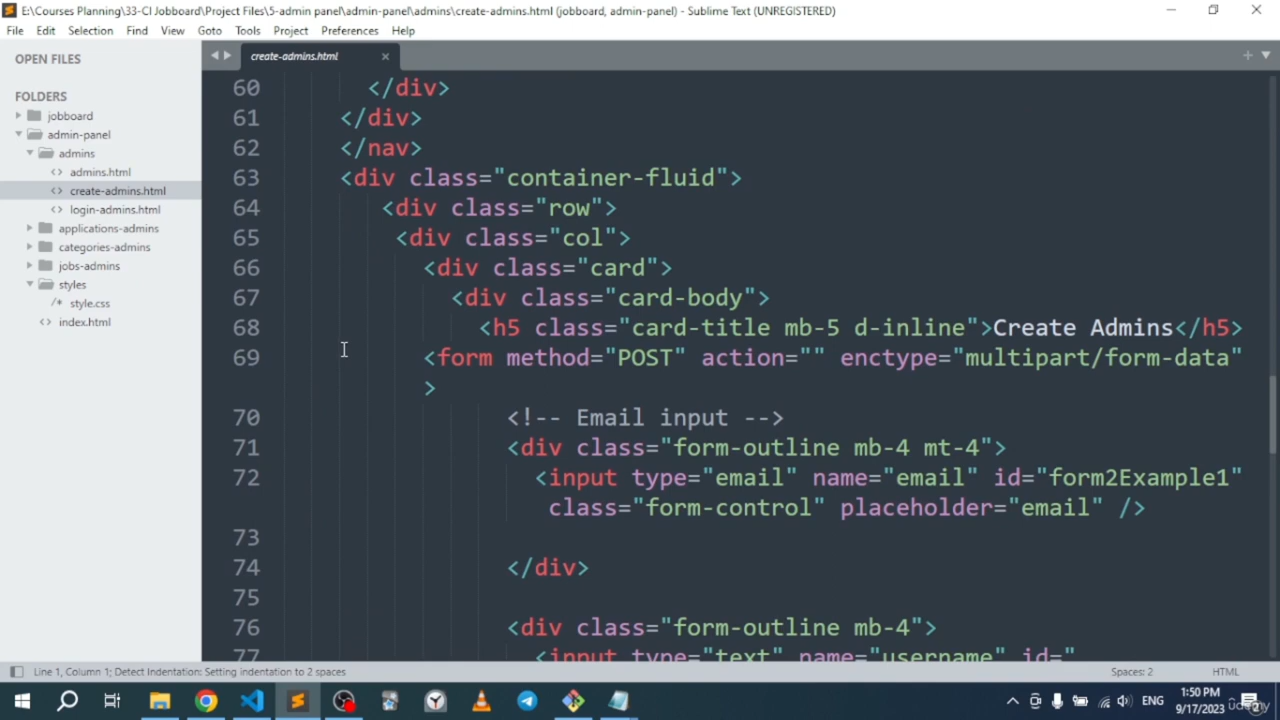 E:\Courses Planning\33-CI Jobboard\Project Files\5-admin panel\admin-panel\admins\create-admins.html (jobboard, admin-panel) - Sublime Text (UNREGISTERED)
File Edit Selection Find View Goto Tools Project Preferences Help
OPEN FILES
FOLDERS
jobboard
admin-panel
admins
<> admins.html
<> create-admins.html
<> login-admins.html
applications-admins
categories-admins
jobs-admins
styles
/* style.css
<> index.html
create-admins.html
60 </div>
61 </div>
62 </nav>
63 <div class="container-fluid">
64 <div class="row">
65 <div class="col">
66 <div class="card">
67 <div class="card-body">
68 <h5 class="card-title mb-5 d-inline">Create Admins</h5>
69 <form method="POST" action="" enctype="multipart/form-data"
>
70 <!-- Email input -->
71 <div class="form-outline mb-4 mt-4">
72 <input type="email" name="email" id="form2Example1"
class="form-control" placeholder="email" />
73
74 </div>
75
76 <div class="form-outline mb-4">
77 <input type="text" name="username" id="
Line 1, Column 1; Detect Indentation: Setting indentation to 2 spaces
Spaces: 2
HTML
ENG
1:50 PM
9/17/2023
udemy